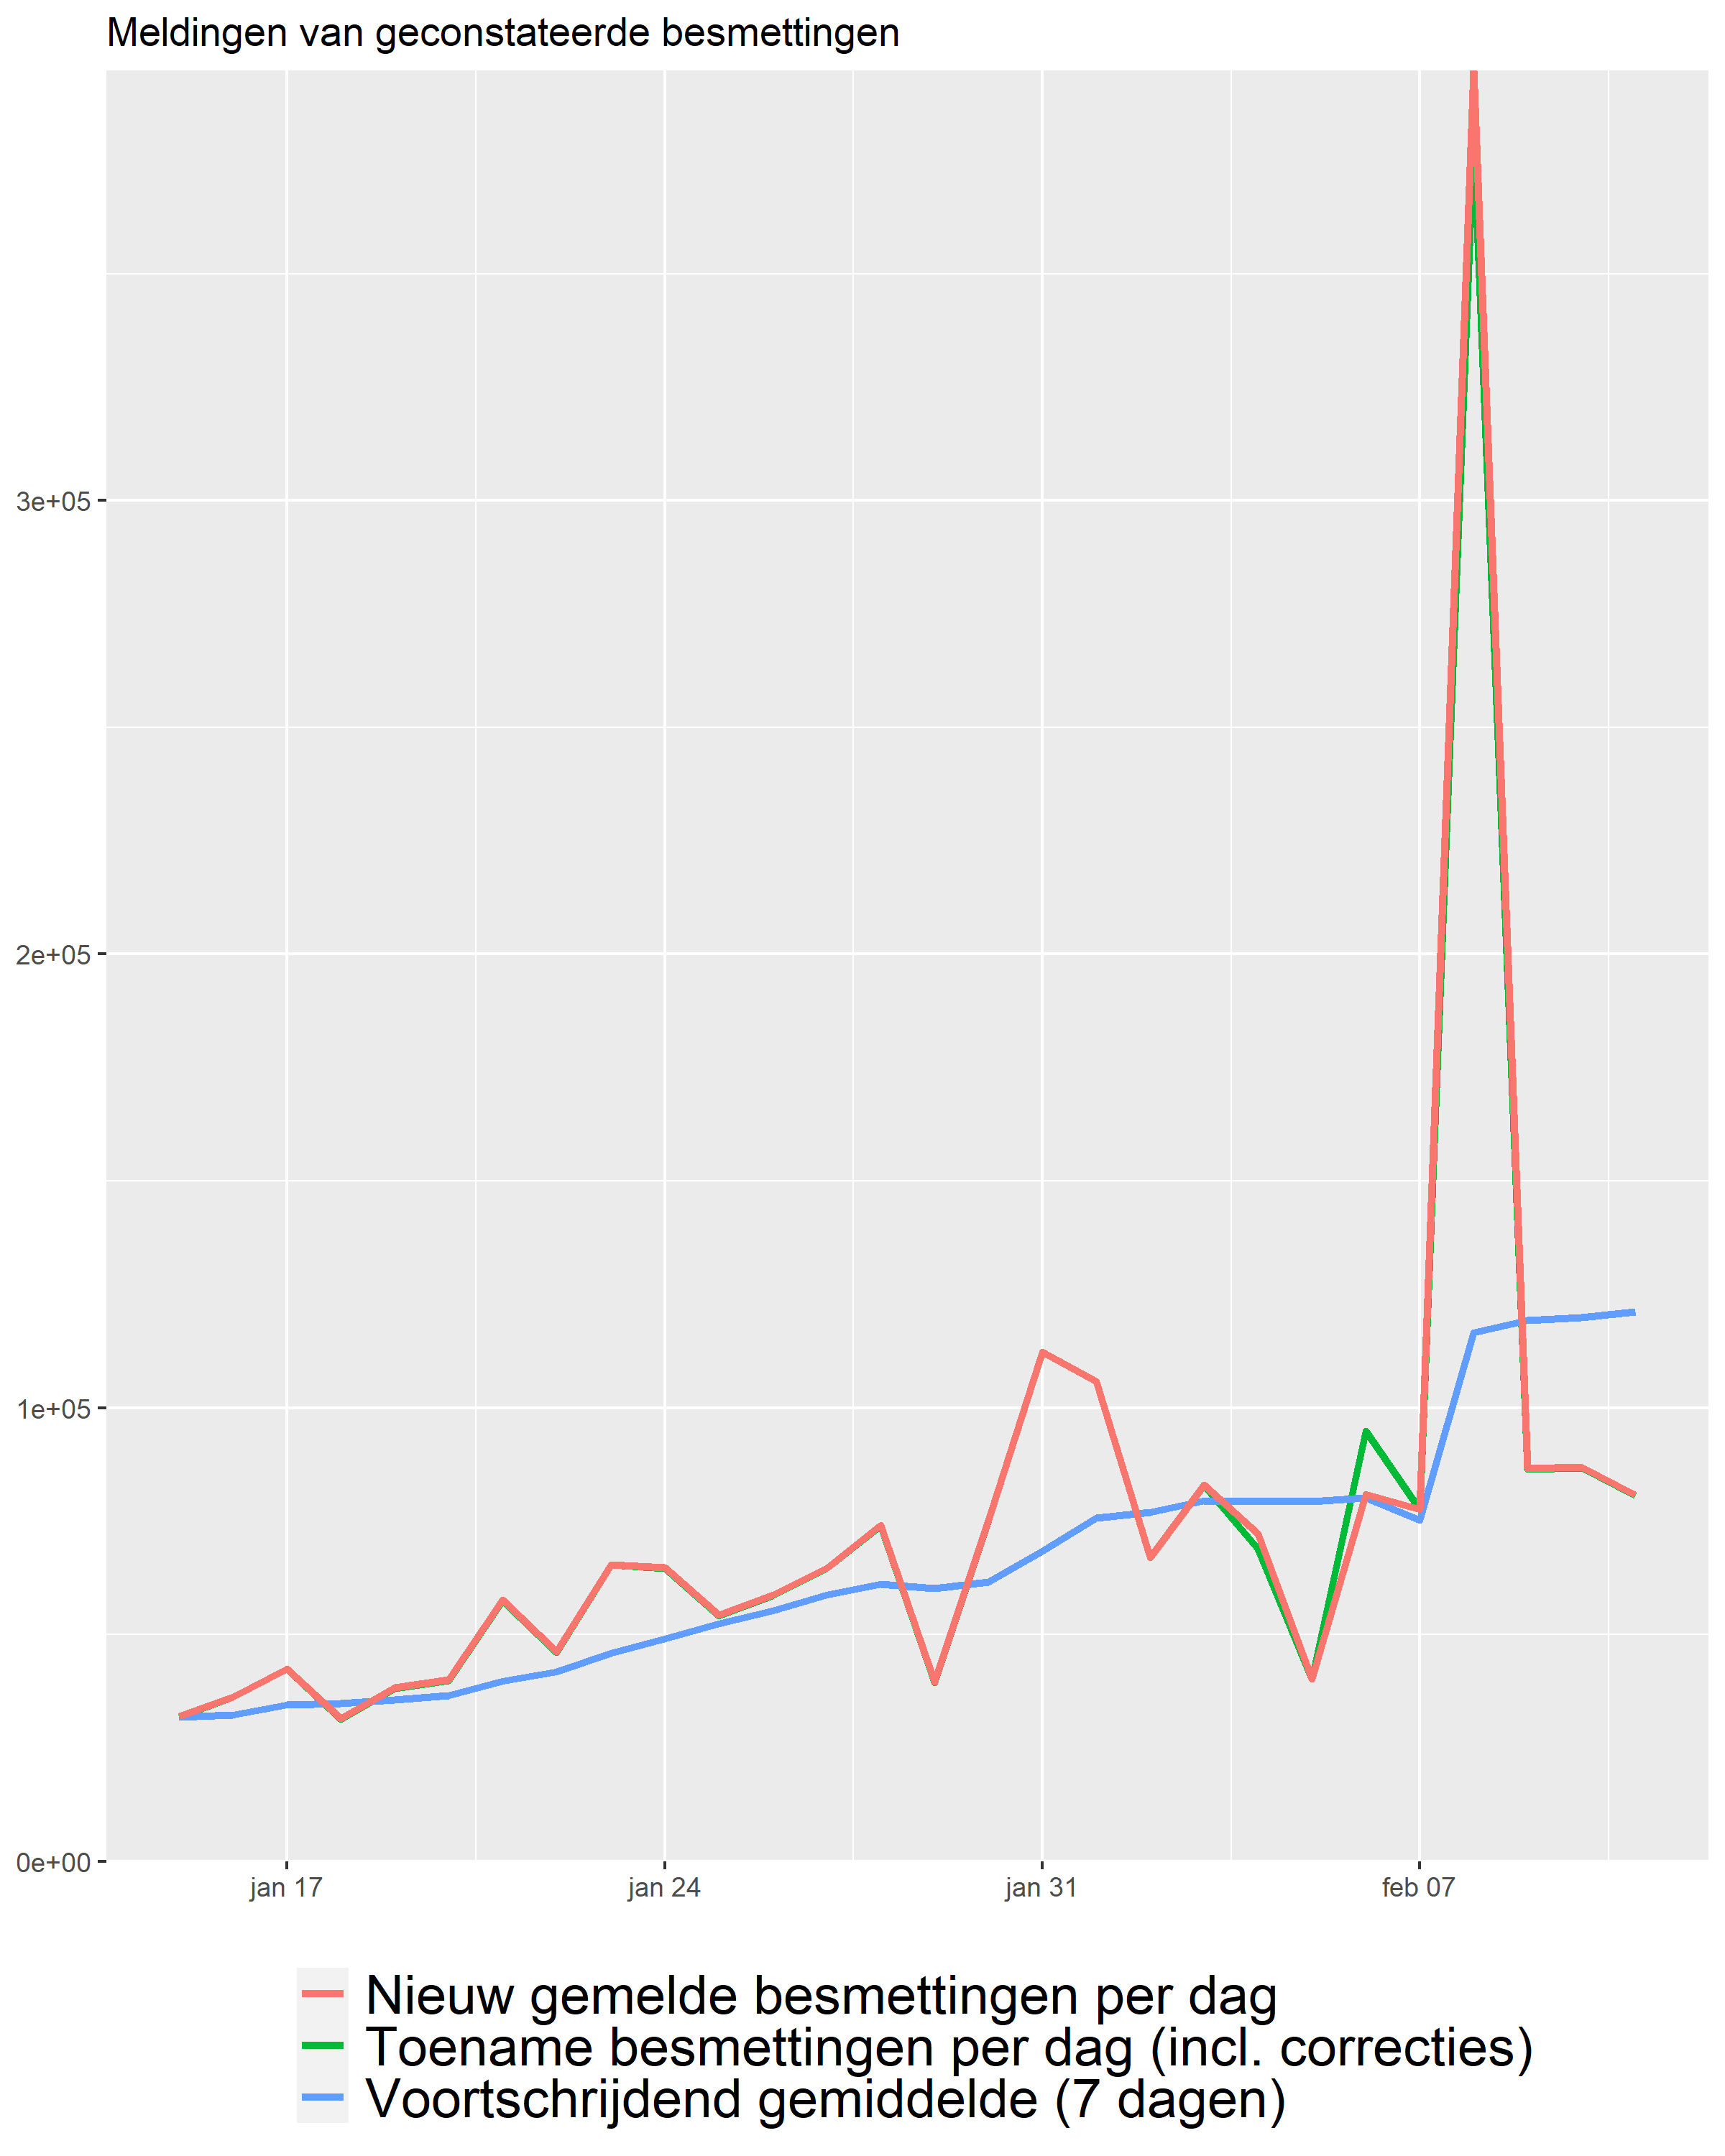 Meldingen van geconstateerde besmettingen
3e+05
2e+05
1e+05
0e+00
jan 17 jan 24 jan 31 feb 07
Nieuw gemelde besmettingen per dag
Toename besmettingen per dag (incl. correcties)
Voortschrijdend gemiddelde (7 dagen)